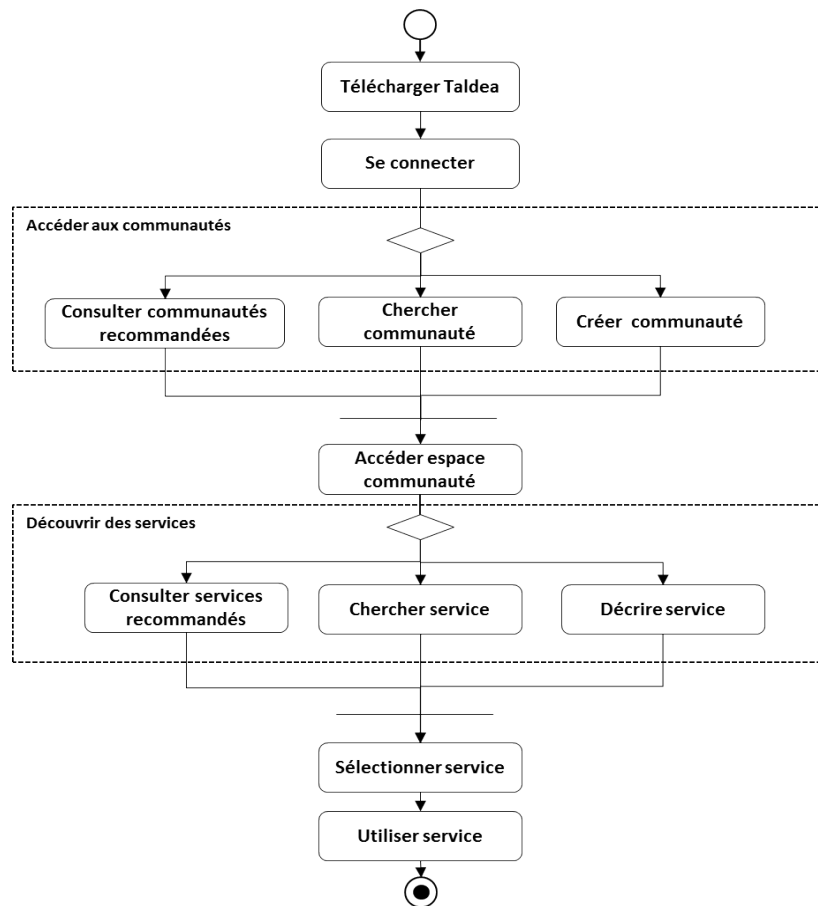 Télécharger Taldea
Se connecter
Accéder aux communautés
Consulter communautés
recommandées
Chercher
communauté
Créer communauté
Accéder espace
communauté
Découvrir des services
Consulter services
recommandés
Chercher service
Décrire service
Sélectionner service
Utiliser service